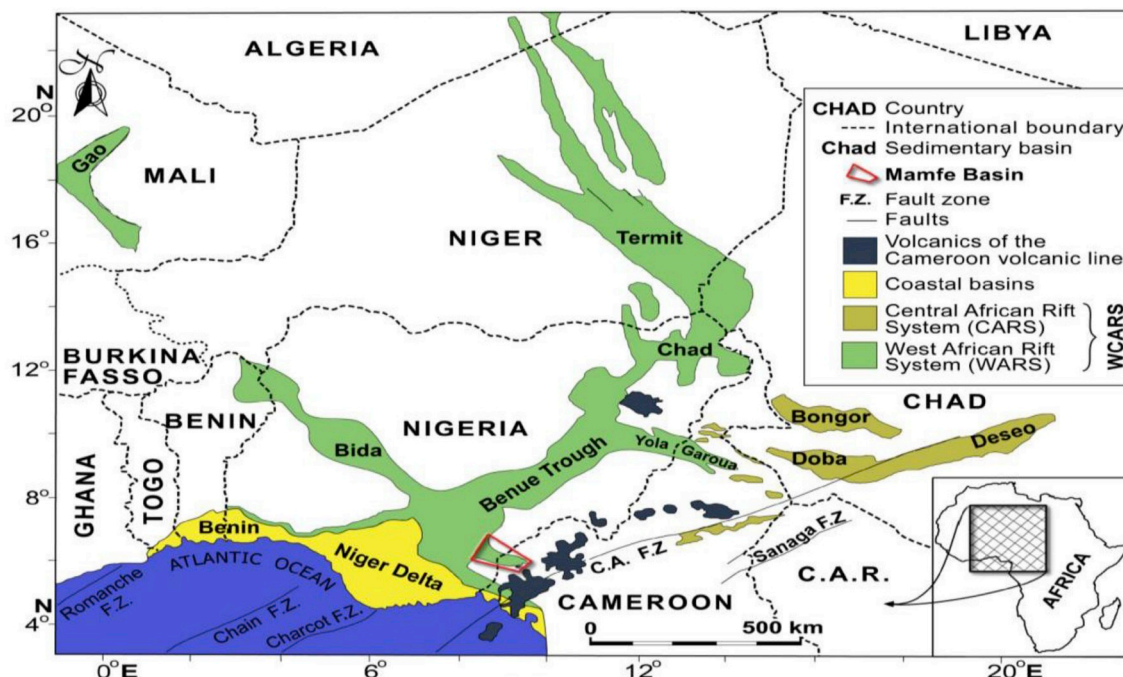 ALGERIA
LIBYA
N
N
20°
16°
12°
8°
N
4°
Gao
MALI
NIGER
Termit
CHAD Country
International boundary
Chad Sedimentary basin
Mamfe Basin
F.Z. Fault zone
Faults
Volcanics of the
Cameroon volcanic line
Coastal basins
Central African Rift
System (CARS)
West African Rift
System (WARS)
WCARS
BURKINA
FASSO
BENIN
GHANA
TOGO
NIGERIA
Chad
CHAD
Bida
Benue Trough
Yola
Garoua
Bongor
Doba
Deseo
Benin
Niger Delta
ATLANTIC OCEAN
Romanche
F.Z.
Chain F.Z.
Charcot F.Z.
C.A. F.Z.
Sanaga F.Z.
CAMEROON
C.A.R.
AFRICA
0 500 km
0°E 6° 12° 20°E